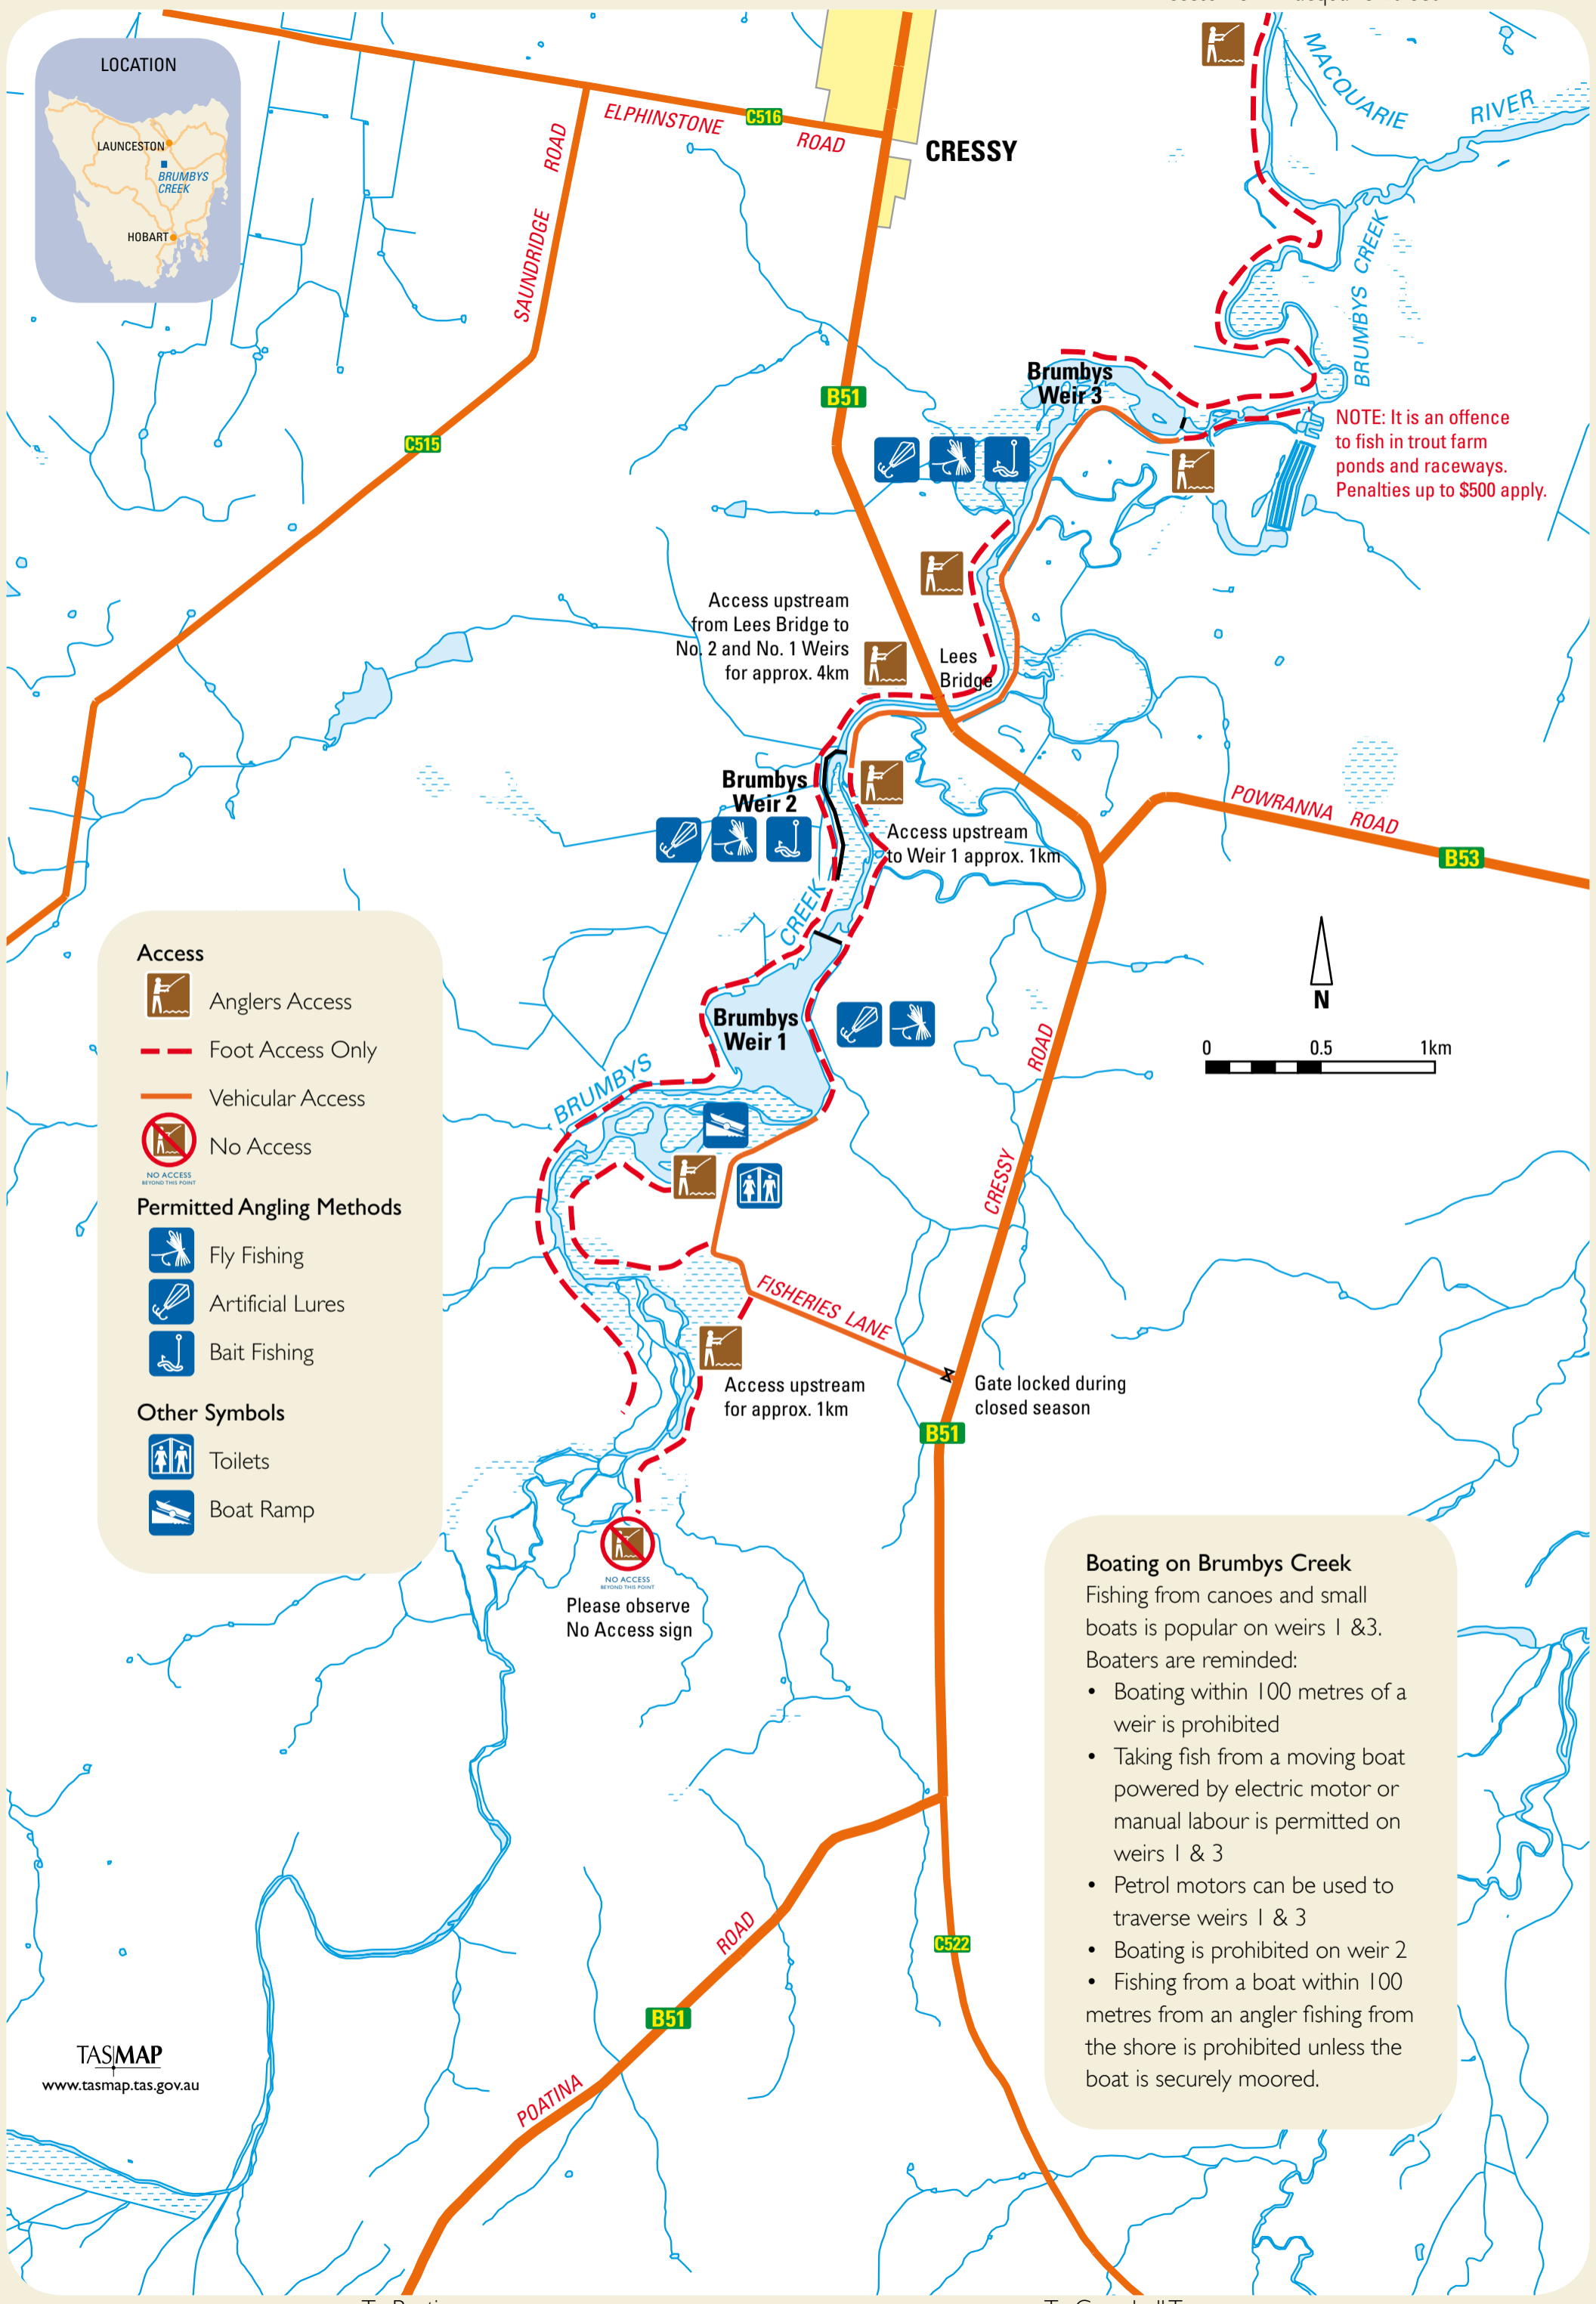 LOCATION
LAUNCESTON
BRUMBYS
CREEK
HOBART
ELPHINSTONE
C516
ROAD
CRESSY
SAUNDRIDGE ROAD
C515
MACQUARIE
RIVER
BRUMBYS CREEK
B51
Brumbys
Weir 3
NOTE: It is an offence
to fish in trout farm
ponds and raceways.
Penalties up to $500 apply.
Access upstream
from Lees Bridge to
No. 2 and No. 1 Weirs
for approx. 4km
Lees
Bridge
Brumbys
Weir 2
Access upstream
to Weir 1 approx. 1km
POWRANNA ROAD
B53
CREEK
Brumbys
Weir 1
BRUMBYS
N
0 0.5 1km
CRESSY ROAD
FISHERIES LANE
Access upstream
for approx. 1km
Gate locked during
closed season
B51
NO ACCESS
BEYOND THIS POINT
Please observe
No Access sign
Access
Anglers Access
Foot Access Only
Vehicular Access
No Access
NO ACCESS
BEYOND THIS POINT
Permitted Angling Methods
Fly Fishing
Artificial Lures
Bait Fishing
Other Symbols
Toilets
Boat Ramp
Boating on Brumbys Creek
Fishing from canoes and small
boats is popular on weirs 1 &3.
Boaters are reminded:
• Boating within 100 metres of a
weir is prohibited
• Taking fish from a moving boat
powered by electric motor or
manual labour is permitted on
weirs 1 & 3
• Petrol motors can be used to
traverse weirs 1 & 3
• Boating is prohibited on weir 2
• Fishing from a boat within 100
metres from an angler fishing from
the shore is prohibited unless the
boat is securely moored.
C522
B51
POATINA ROAD
TASMAP
www.tasmap.tas.gov.au